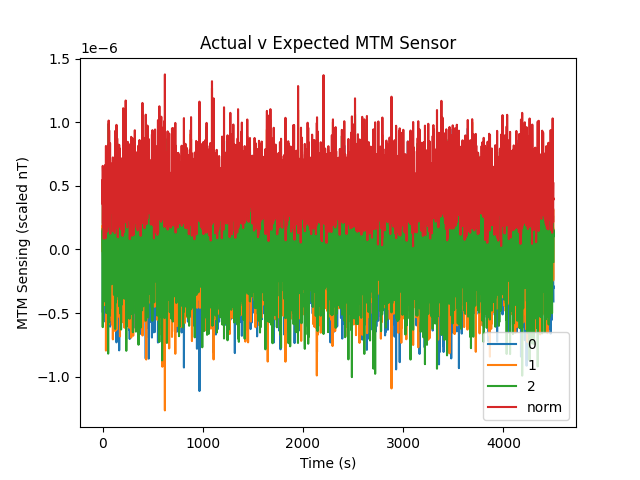 Actual v Expected MTM Sensor
1e−6
1.5
1.0
0.5
0.0
−0.5
−1.0
MTM Sensing (scaled nT)
0
1
2
norm
0
1000
2000
3000
4000
Time (s)